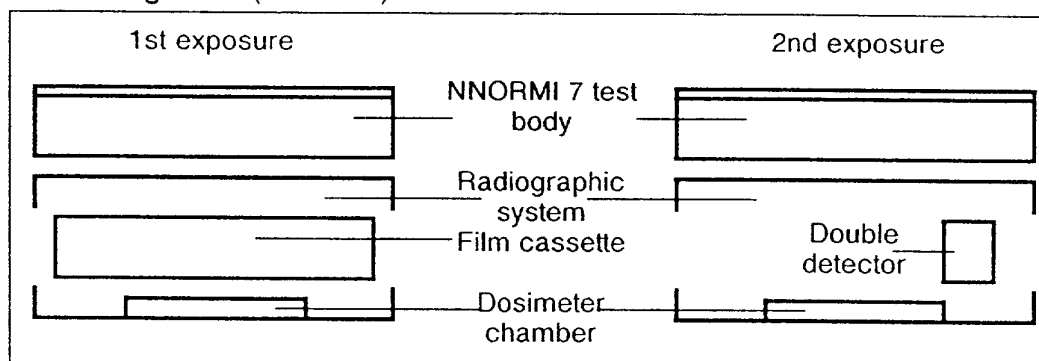 1st exposure
2nd exposure
NNORMI 7 test
body
Radiographic
system
Film cassette
Double
detector
Dosimeter
chamber